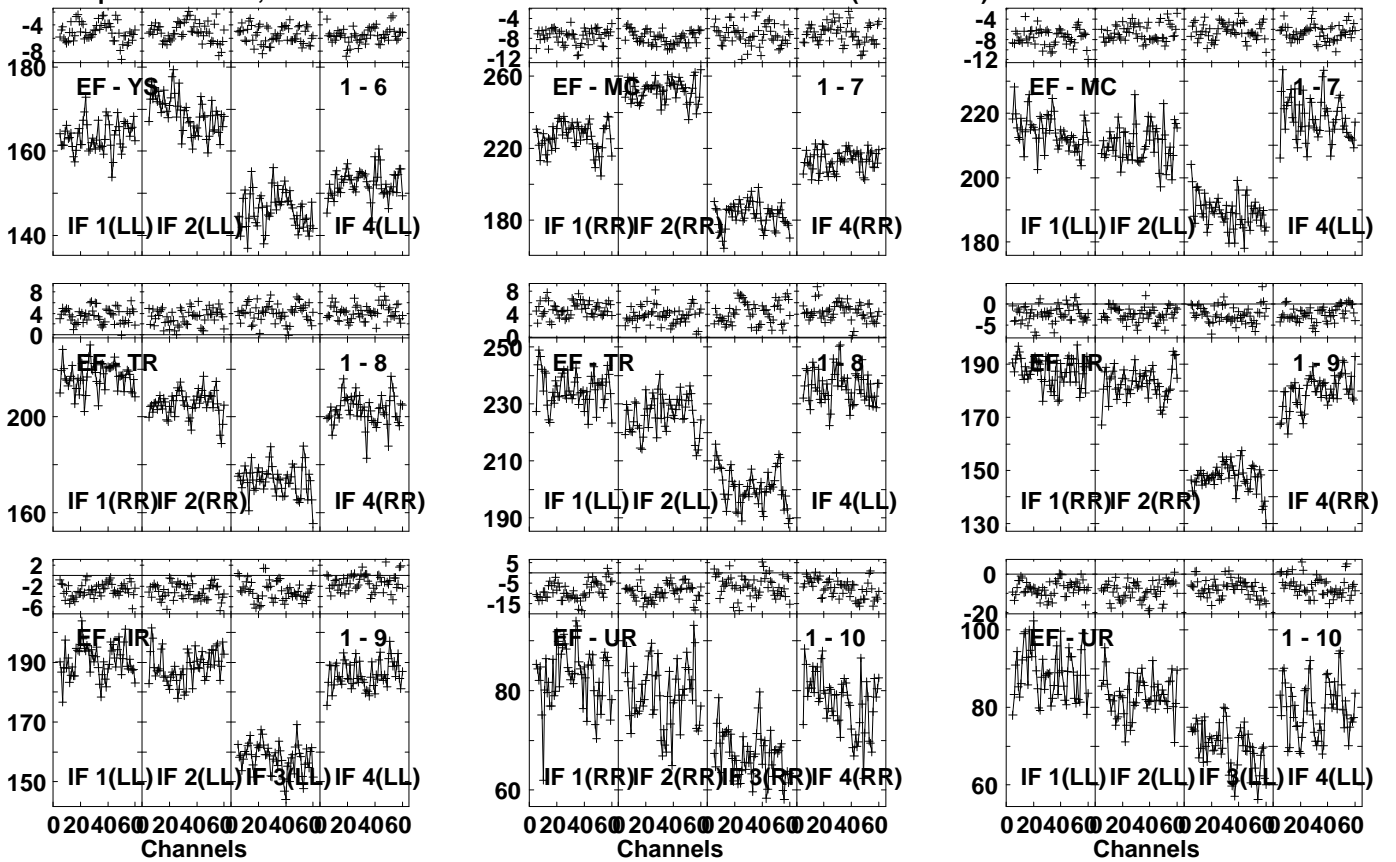 -4 -4 -4
-8 -8 -8
-12 -12
180 EF - YS 1 - 6 260 EF - MC 1 - 7 EF - MC 1 - 7
220
160 220 200
140 IF 1(LL) IF 2(LL) IF 4(LL) 180 IF 1(RR) IF 2(RR) IF 4(RR) 180 IF 1(LL) IF 2(LL) IF 4(LL)
8 8 0
4 4 -5
0 0
EF - TR 1 - 8 250 EF - TR 1 - 8 190 EF - IR 1 - 9
200 230 170
210 150
160 IF 1(RR) IF 2(RR) IF 4(RR) 190 IF 1(LL) IF 2(LL) IF 4(LL) 130 IF 1(RR) IF 2(RR) IF 4(RR)
2 5 0
-2 -5
-6 -15 -20
EF - IR 1 - 9 EF - UR 1 - 10 100 EF - UR 1 - 10
190 80 80
170
150 IF 1(LL) IF 2(LL) IF 3(LL) IF 4(LL) 60 IF 1(RR) IF 2(RR) IF 3(RR) IF 4(RR) 60 IF 1(LL) IF 2(LL) IF 3(LL) IF 4(LL)
0 20 40 60 0 20 40 60 0 20 40 60 0 20 40 60 0 20 40 60 0 20 40 60 0 20 40 60 0 20 40 60 0 20 40 60 0 20 40 60 0 20 40 60 0 20 40 60
Channels Channels Channels